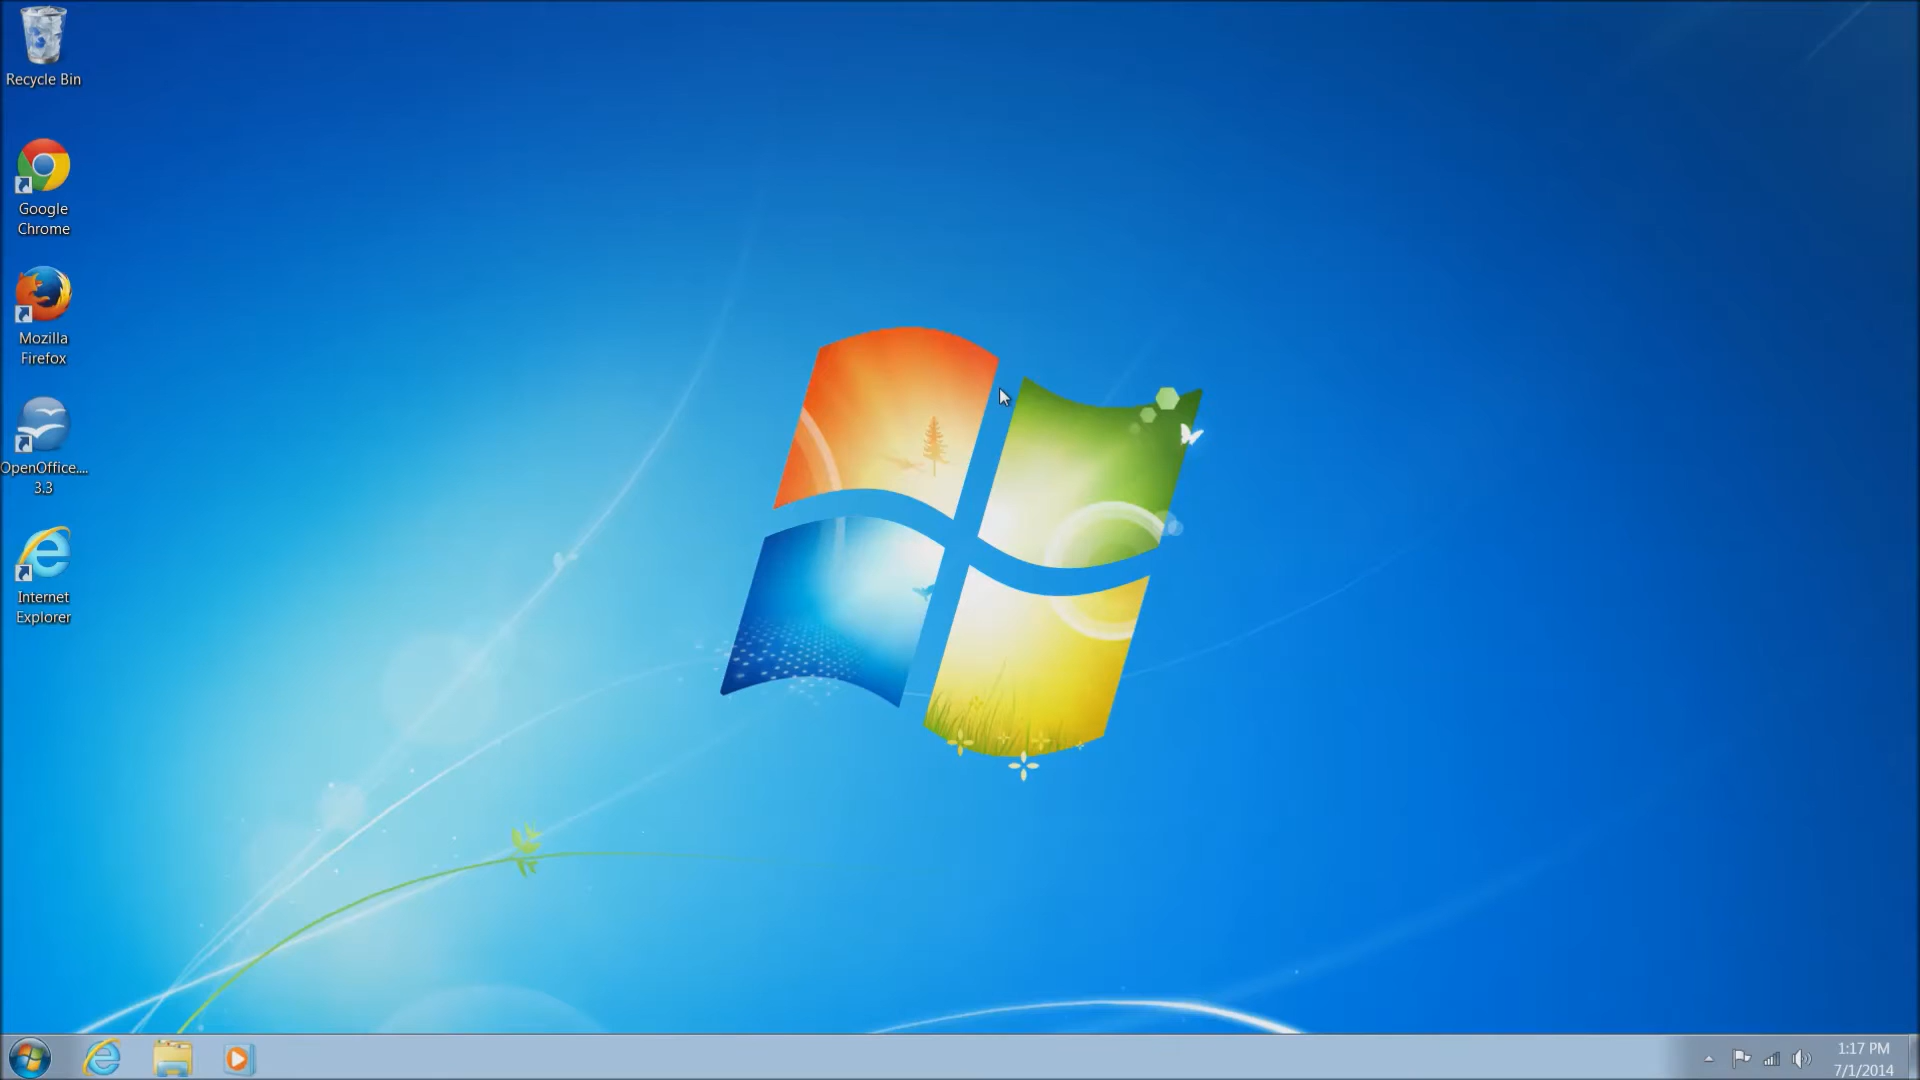 Recycle Bin
Google
Chrome
Mozilla
Firefox
OpenOffice....
3.3
Internet
Explorer
1:17 PM
7/1/2014